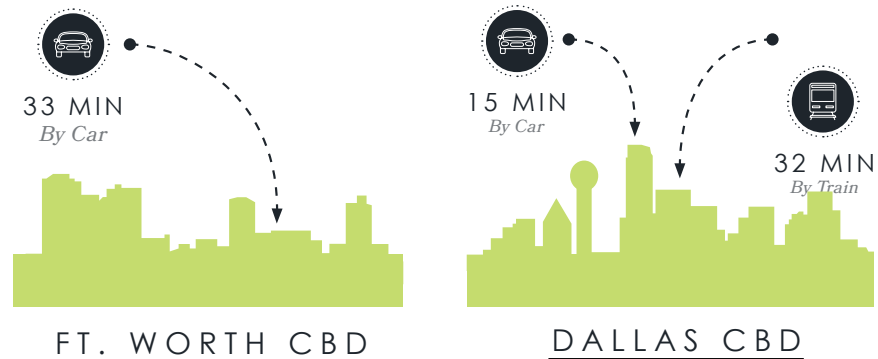 33 MIN
By Car
FT. WORTH CBD
15 MIN
By Car
32 MIN
By Train
DALLAS CBD